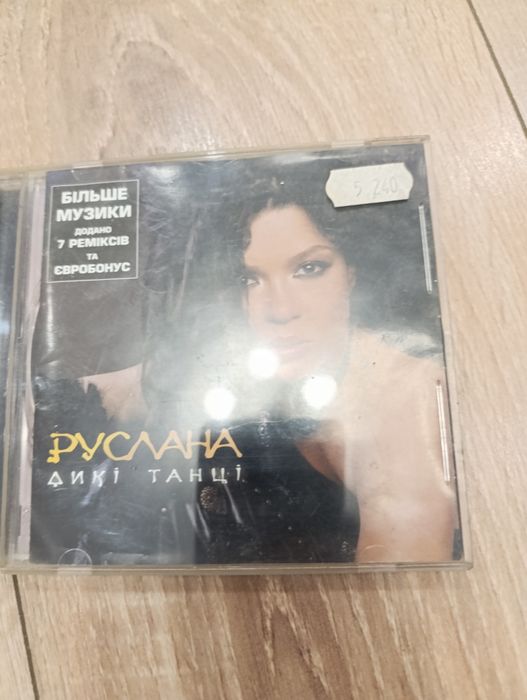 БІЛЬШЕ
МУЗИКИ
ДОДАНО
7 РЕМІКСІВ
ТА
ЄВРОБОНУС
5 240
РУСЛАНА
ДИКІ ТАНЦІ